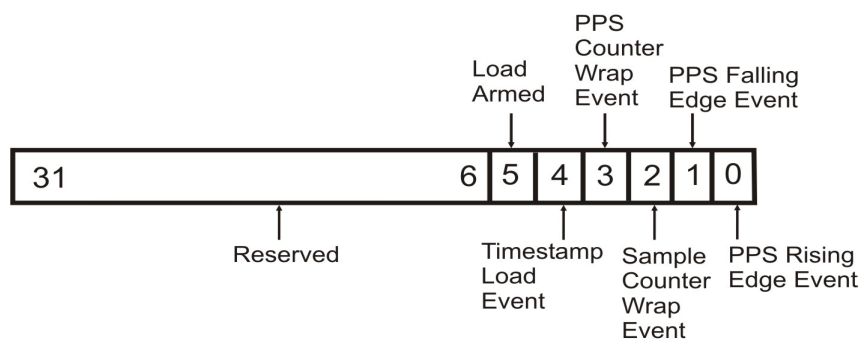 PPS
Counter
Wrap
Event
Load
Armed
PPS Falling
Edge Event
31 6 5 4 3 2 1 0
Reserved
Timestamp
Load
Event
Sample
Counter
Wrap
Event
PPS Rising
Edge Event